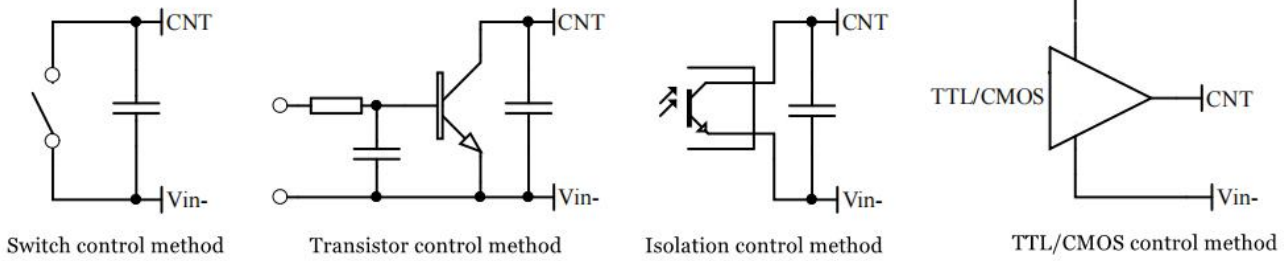 CNT
CNT
CNT
TTL/CMOS
CNT
Vin-
Vin-
Vin-
Vin-
Switch control method
Transistor control method
Isolation control method
TTL/CMOS control method